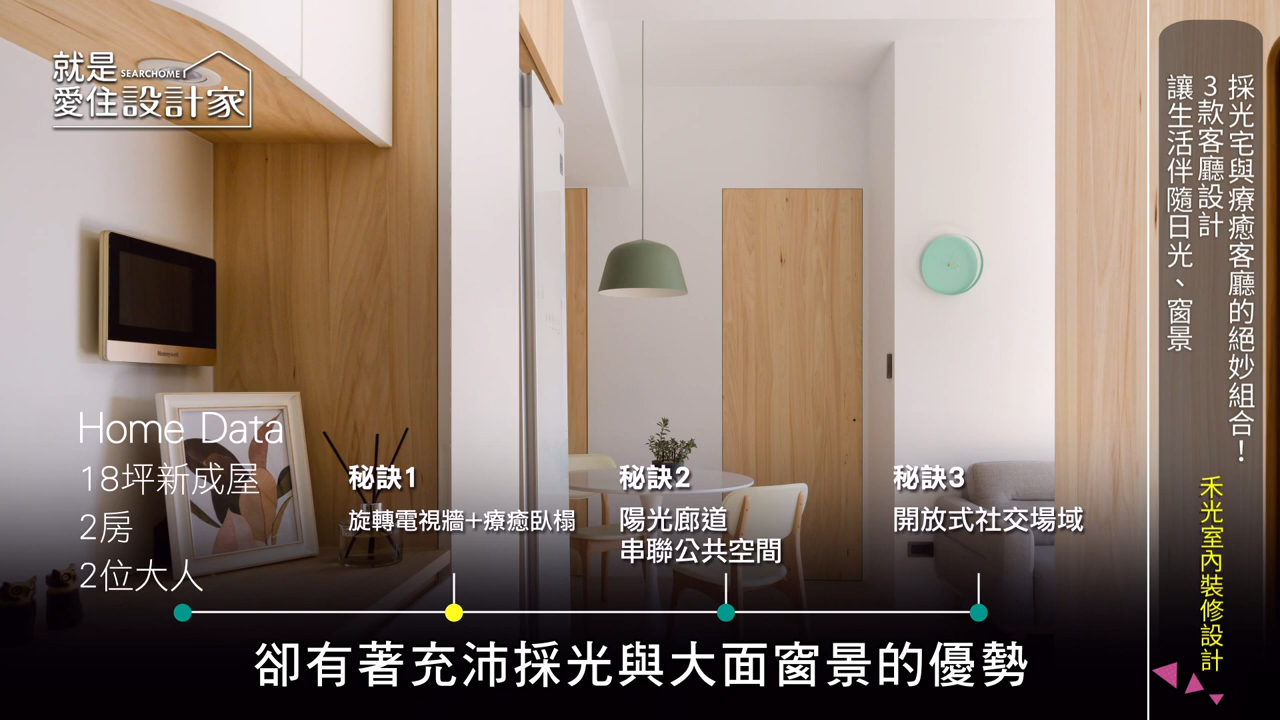 就是
SEARCHOME
愛住設計家
Honeywell
Home Data
18坪新成屋
2房
2位大人
秘訣1
旋轉電視牆+療癒臥榻
秘訣2
陽光廊道
串聯公共空間
秘訣3
開放式社交場域
卻有著充沛採光與大面窗景的優勢
採光宅與療癒客廳的絕妙組合！
3款客廳設計
讓生活伴隨日光、窗景
禾光室內裝修設計